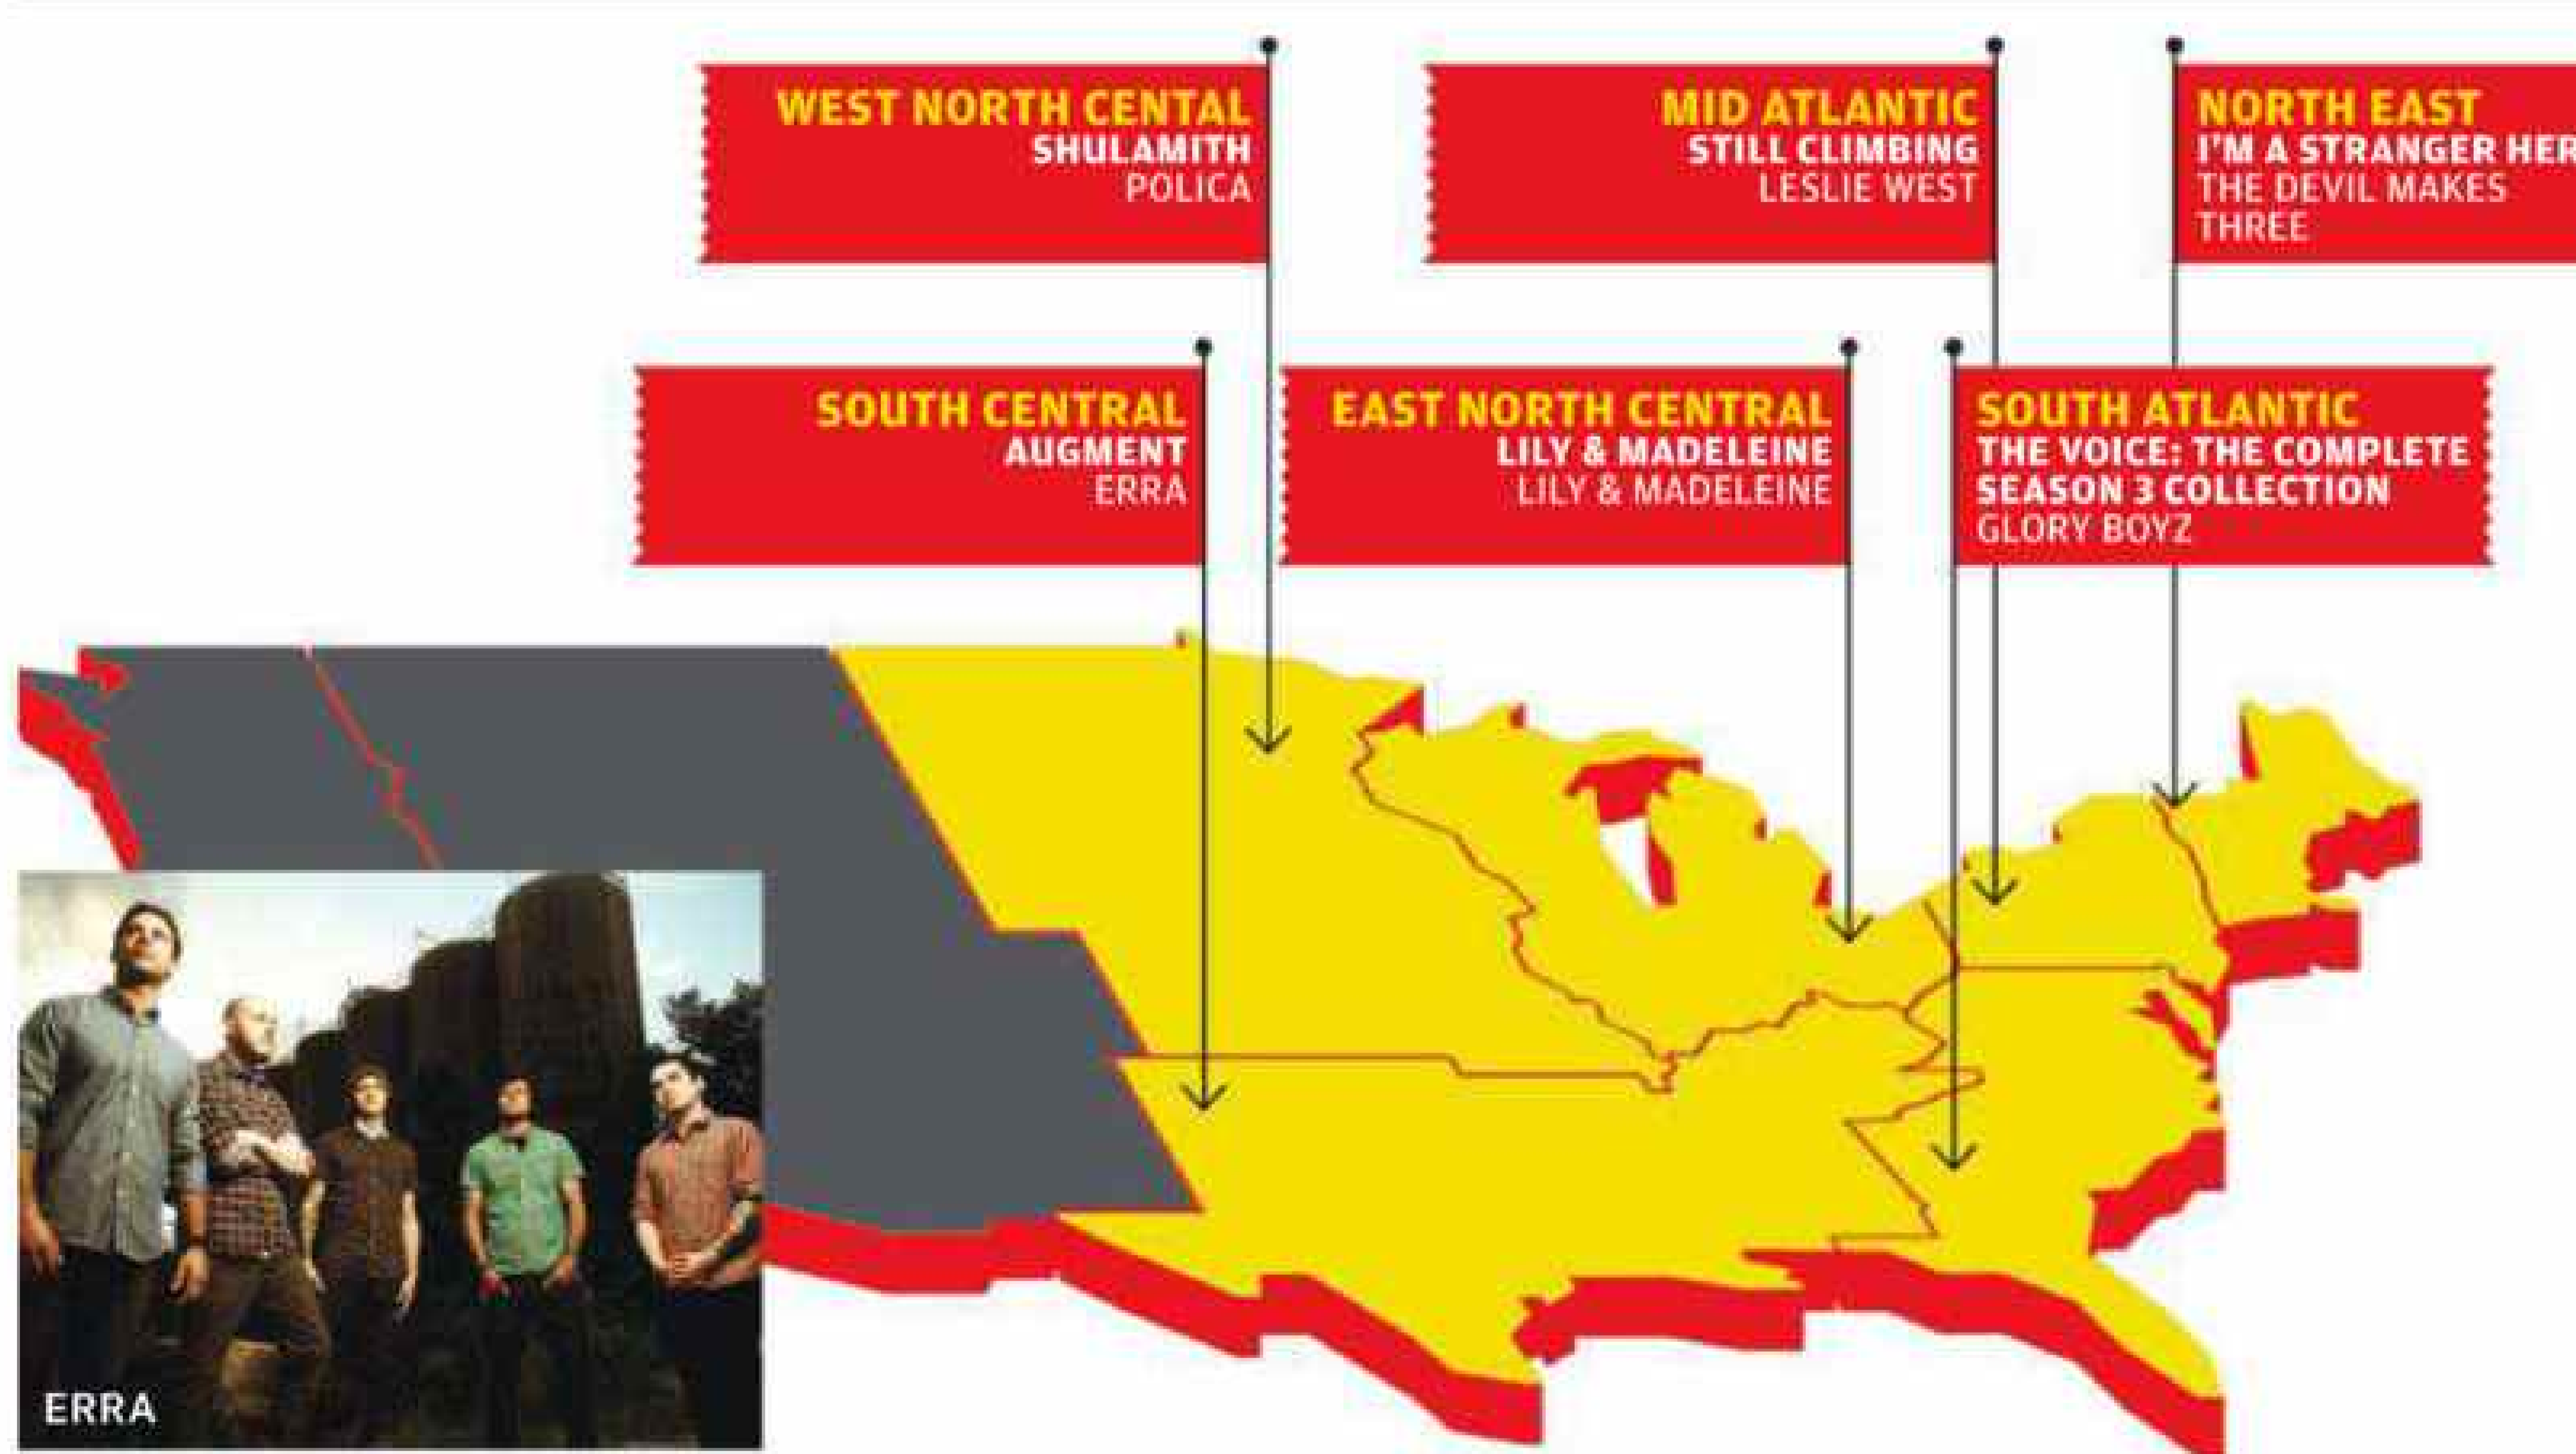 WEST NORTH CENTAL
SHULAMITH
POLICA
MID ATLANTIC
STILL CLIMBING
LESLIE WEST
NORTH EAST
I'M A STRANGER HER
THE DEVIL MAKES
THREE
SOUTH CENTRAL
AUGMENT
ERRA
EAST NORTH CENTRAL
LILY & MADELEINE
LILY & MADELEINE
SOUTH ATLANTIC
THE VOICE: THE COMPLETE
SEASON 3 COLLECTION
GLORY BOYZ
ERRA